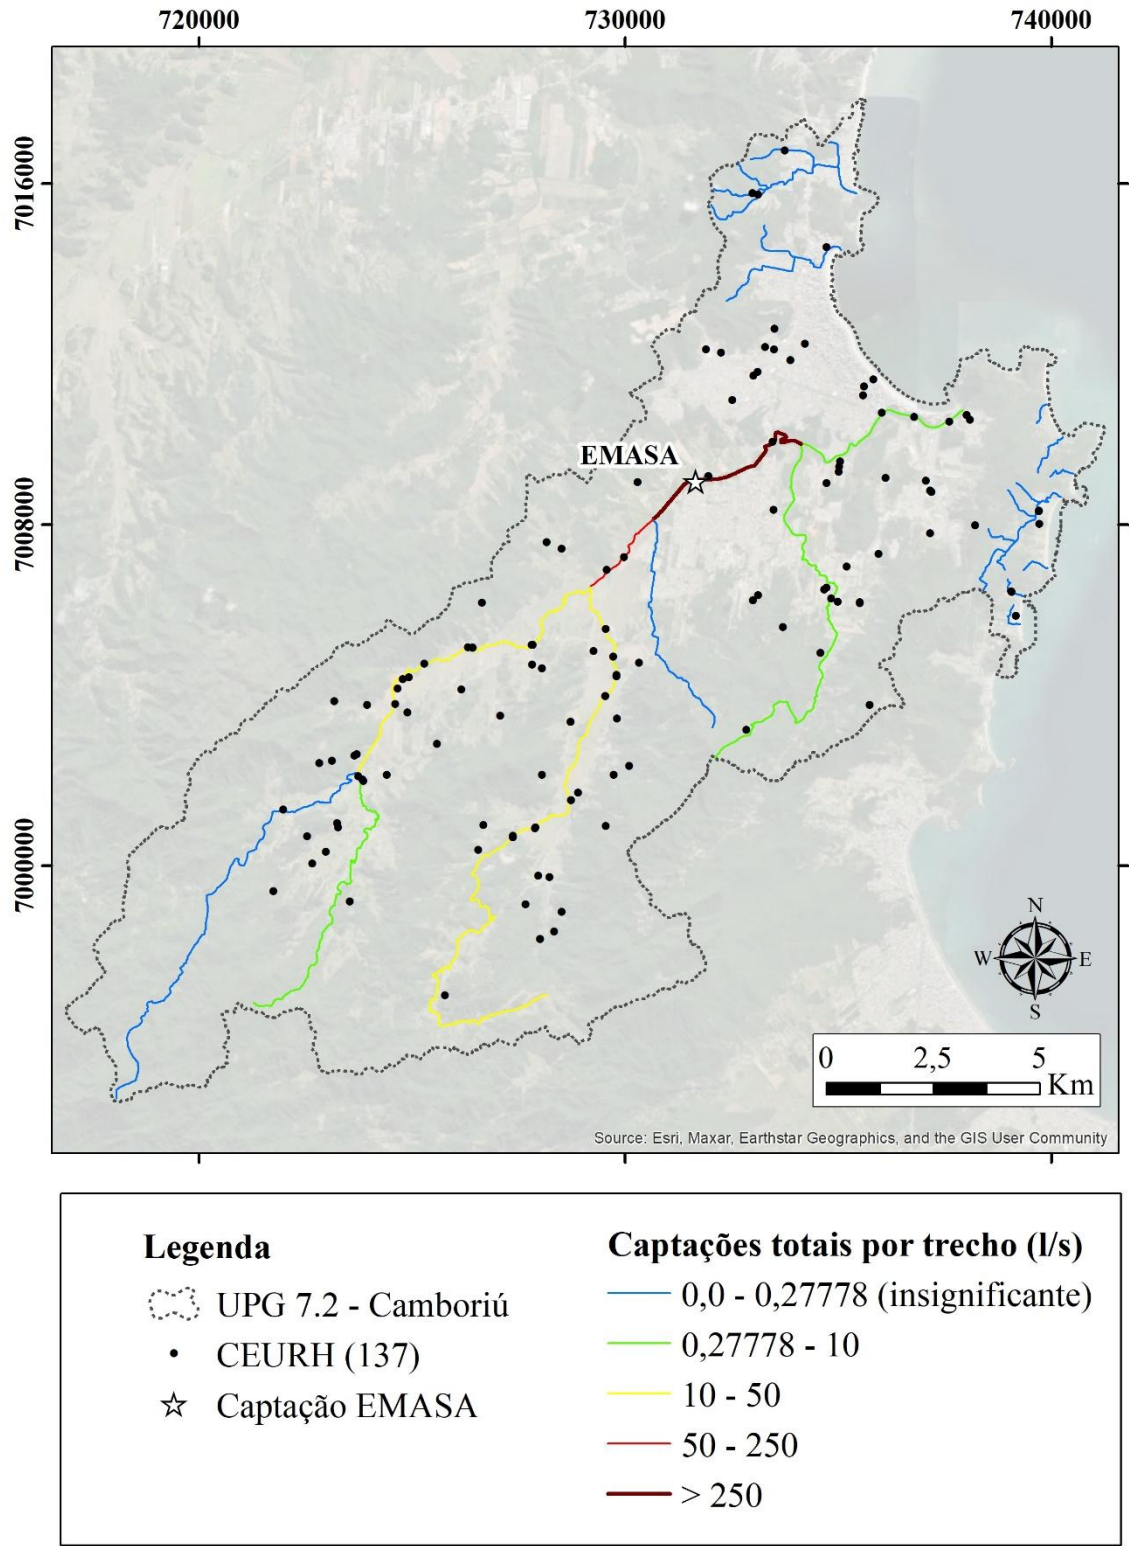 720000
730000
740000
7016000
7008000
7000000
EMASA
N
W
E
S
0 2,5 5
Km
Source: Esri, Maxar, Earthstar Geographics, and the GIS User Community
Legenda
UPG 7.2 - Camboriú
CEURH (137)
Captação EMASA
Captações totais por trecho (l/s)
0,0 - 0,27778 (insignificante)
0,27778 - 10
10 - 50
50 - 250
> 250